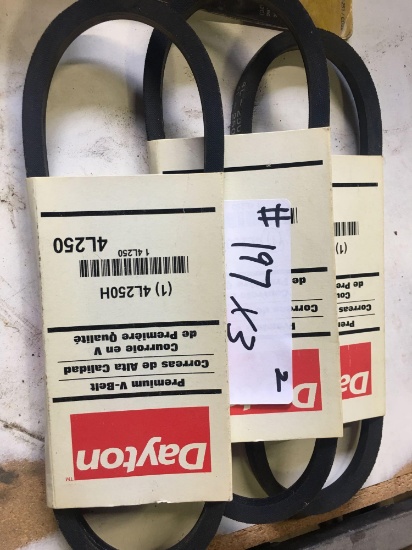 Dayton
TM
Premium V-Belt
Correas de Alta Calidad
Courroie en V
de Première Qualité
(1) 4L250H
1 4L250
4L250
# 197 X3
2